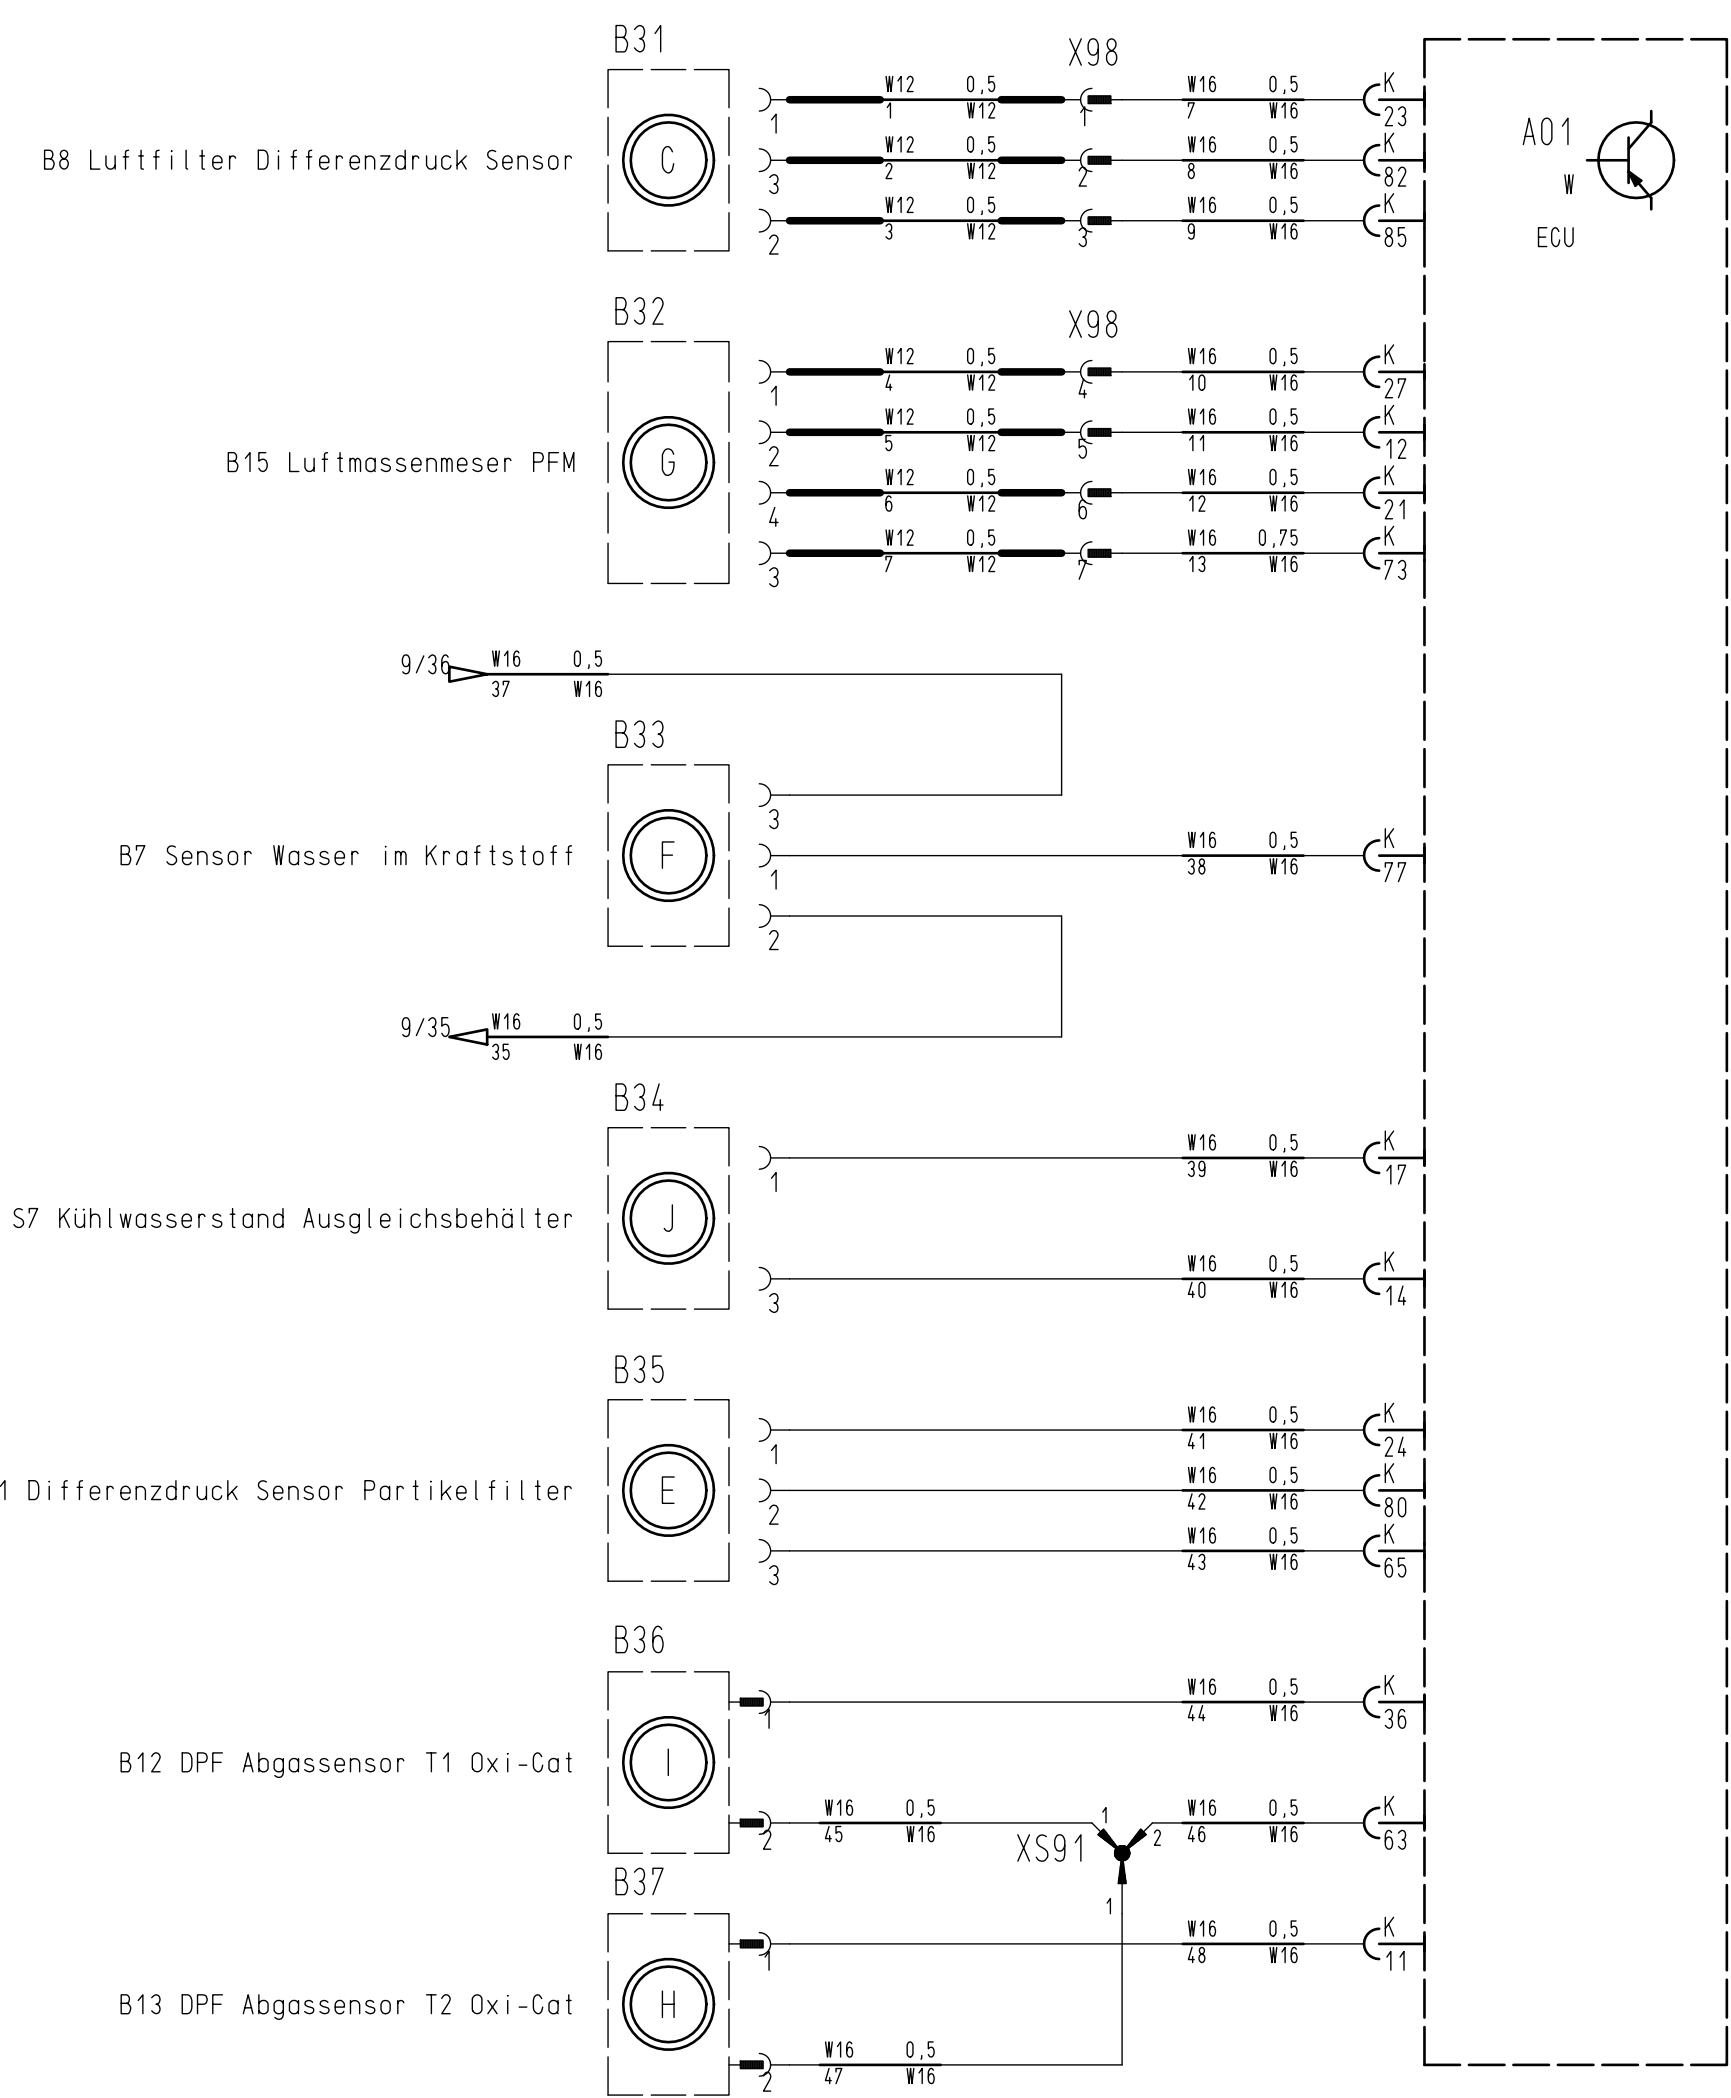 B31
X98
W12 0,5 W16 0,5 K
1 1 W12 1 7 W16 23
A01
B8 Luftfilter Differenzdruck Sensor
C
W12 0,5 W16 0,5 K
3 2 W12 2 8 W16 82
W
W12 0,5 W16 0,5 K
2 3 W12 3 9 W16 85
ECU
B32
X98
W12 0,5 W16 0,5 K
1 4 W12 4 10 W16 27
W12 0,5 W16 0,5 K
2 5 W12 5 11 W16 12
B15 Luftmassenmeser PFM
G
W12 0,5 W16 0,5 K
4 6 W12 6 12 W16 21
W12 0,5 W16 0,75 K
3 7 W12 7 13 W16 73
9/36 W16 0,5
37 W16
B33
3
B7 Sensor Wasser im Kraftstoff
F
W16 0,5 K
1 38 W16 77
2
9/35 W16 0,5
35 W16
B34
W16 0,5 K
1 39 W16 17
S7 Kühlwasserstand Ausgleichsbehälter
J
W16 0,5 K
3 40 W16 14
B35
W16 0,5 K
1 41 W16 24
1 Differenzdruck Sensor Partikelfilter
E
W16 0,5 K
2 42 W16 80
W16 0,5 K
3 43 W16 65
B36
W16 0,5 K
1 44 W16 36
B12 DPF Abgassensor T1 Oxi-Cat
I
W16 0,5 1 W16 0,5 K
2 45 W16 2 46 W16 63
XS91
B37
1
W16 0,5 K
1 48 W16 11
B13 DPF Abgassensor T2 Oxi-Cat
H
W16 0,5
2 47 W16